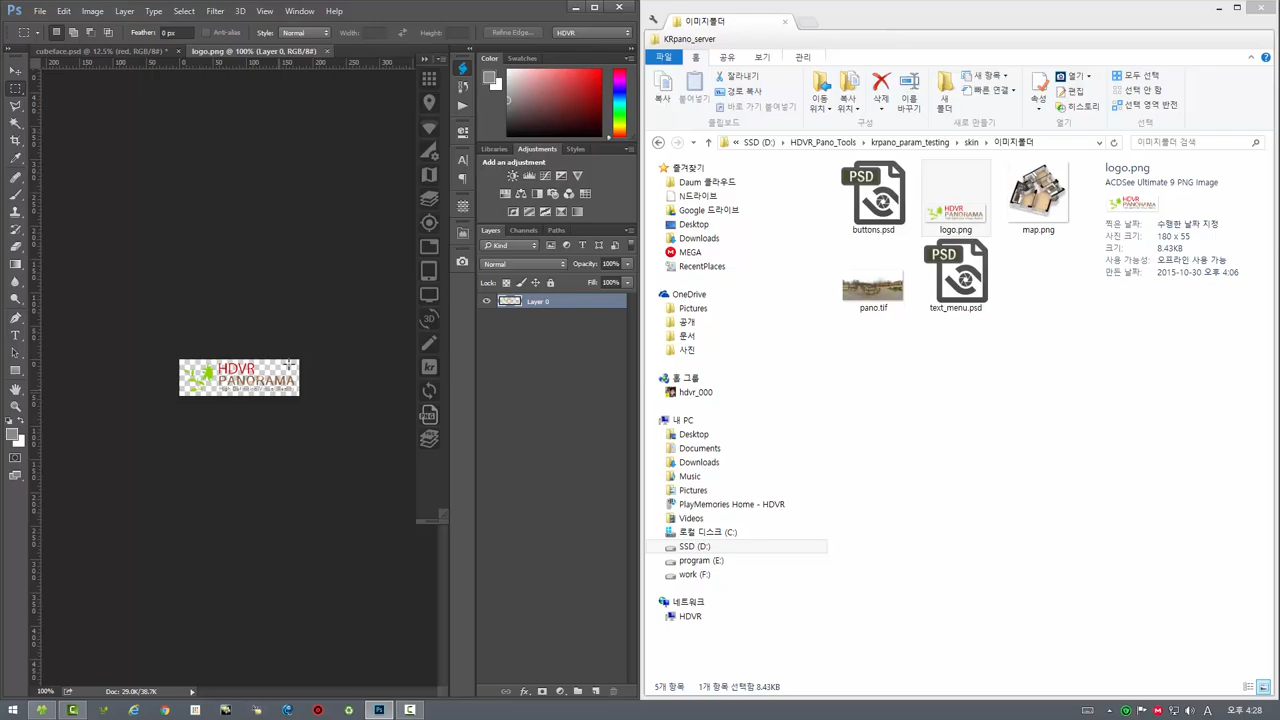 Ps File Edit Image Layer Type Select Filter 3D View Window Help
Feather: 0 px Anti-alias Style: Normal Width: Height: Refine Edge... HDVR
cubeface.psd @ 12.5% (red, RGB/8#) * × logo.png @ 100% (Layer 0, RGB/8#) ×
Color Swatches
Libraries Adjustments Styles
Add an adjustment
Layers Channels Paths
Kind
Normal Opacity: 100%
Lock: Fill: 100%
Layer 0
HDVR
PANORAMA
100% Doc: 29.0K/38.7K
이미지폴더
KRpano_server
파일 홈 공유 보기 관리
복사 붙여넣기 잘라내기 경로 복사 바로 가기 붙여넣기
이동 위치 복사 위치 삭제 이름 바꾸기
새 폴더 새 항목 빠른 연결
속성 열기 편집 히스토리
모두 선택 선택 안 함 선택 영역 반전
클립보드 구성 새로 만들기 열기 선택
« SSD (D:) HDVR_Pano_Tools krpano_param_testing skin 이미지폴더 이미지폴더 검색
즐겨찾기
Daum 클라우드
N드라이브
Google 드라이브
Desktop
Downloads
MEGA
RecentPlaces
OneDrive
Pictures
공개
문서
사진
홈 그룹
hdvr_000
내 PC
Desktop
Documents
Downloads
Music
Pictures
PlayMemories Home - HDVR
Videos
로컬 디스크 (C:)
SSD (D:)
program (E:)
work (F:)
네트워크
HDVR
PSD
buttons.psd
HDVR
PANORAMA
logo.png
map.png
pano.tif
PSD
text_menu.psd
logo.png
ACDSee Ultimate 9 PNG Image
HDVR
PANORAMA
찍은 날짜: 수행한 날짜 지정
사진 크기: 180 x 55
크기: 8.43KB
사용 가능성: 오프라인 사용 가능
만든 날짜: 2015-10-30 오후 4:06
5개 항목 1개 항목 선택함 8.43KB
A 오후 4:28